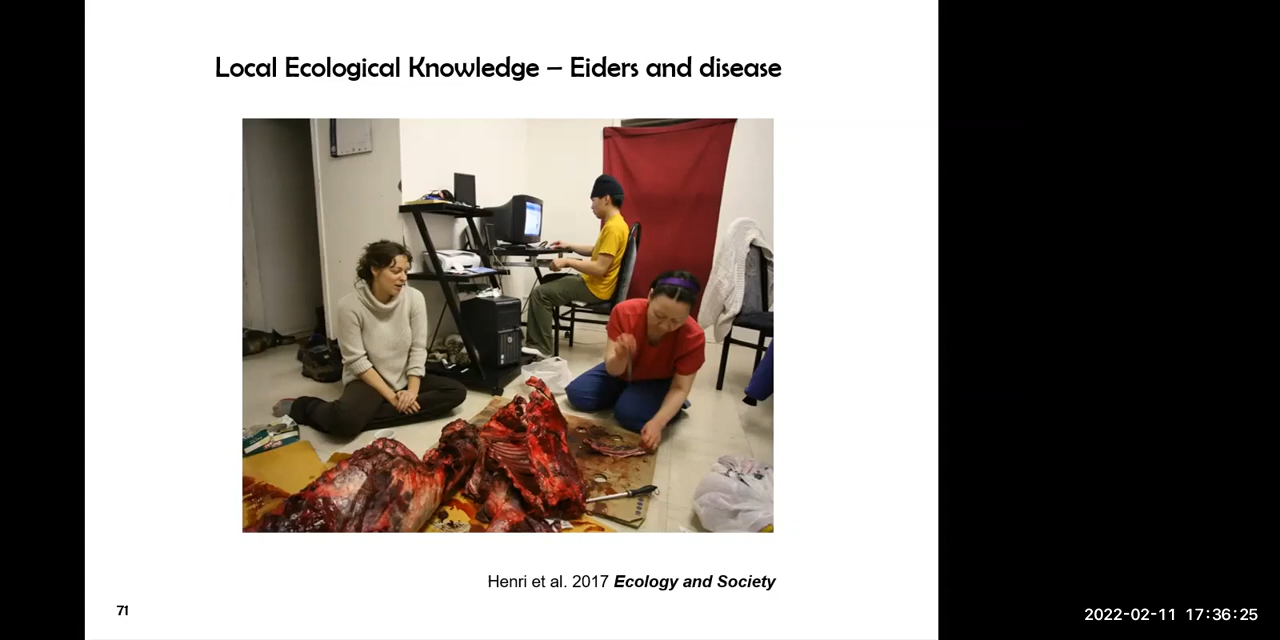 Local Ecological Knowledge – Eiders and disease
Henri et al. 2017 Ecology and Society
71
2022-02-11 17:36:25